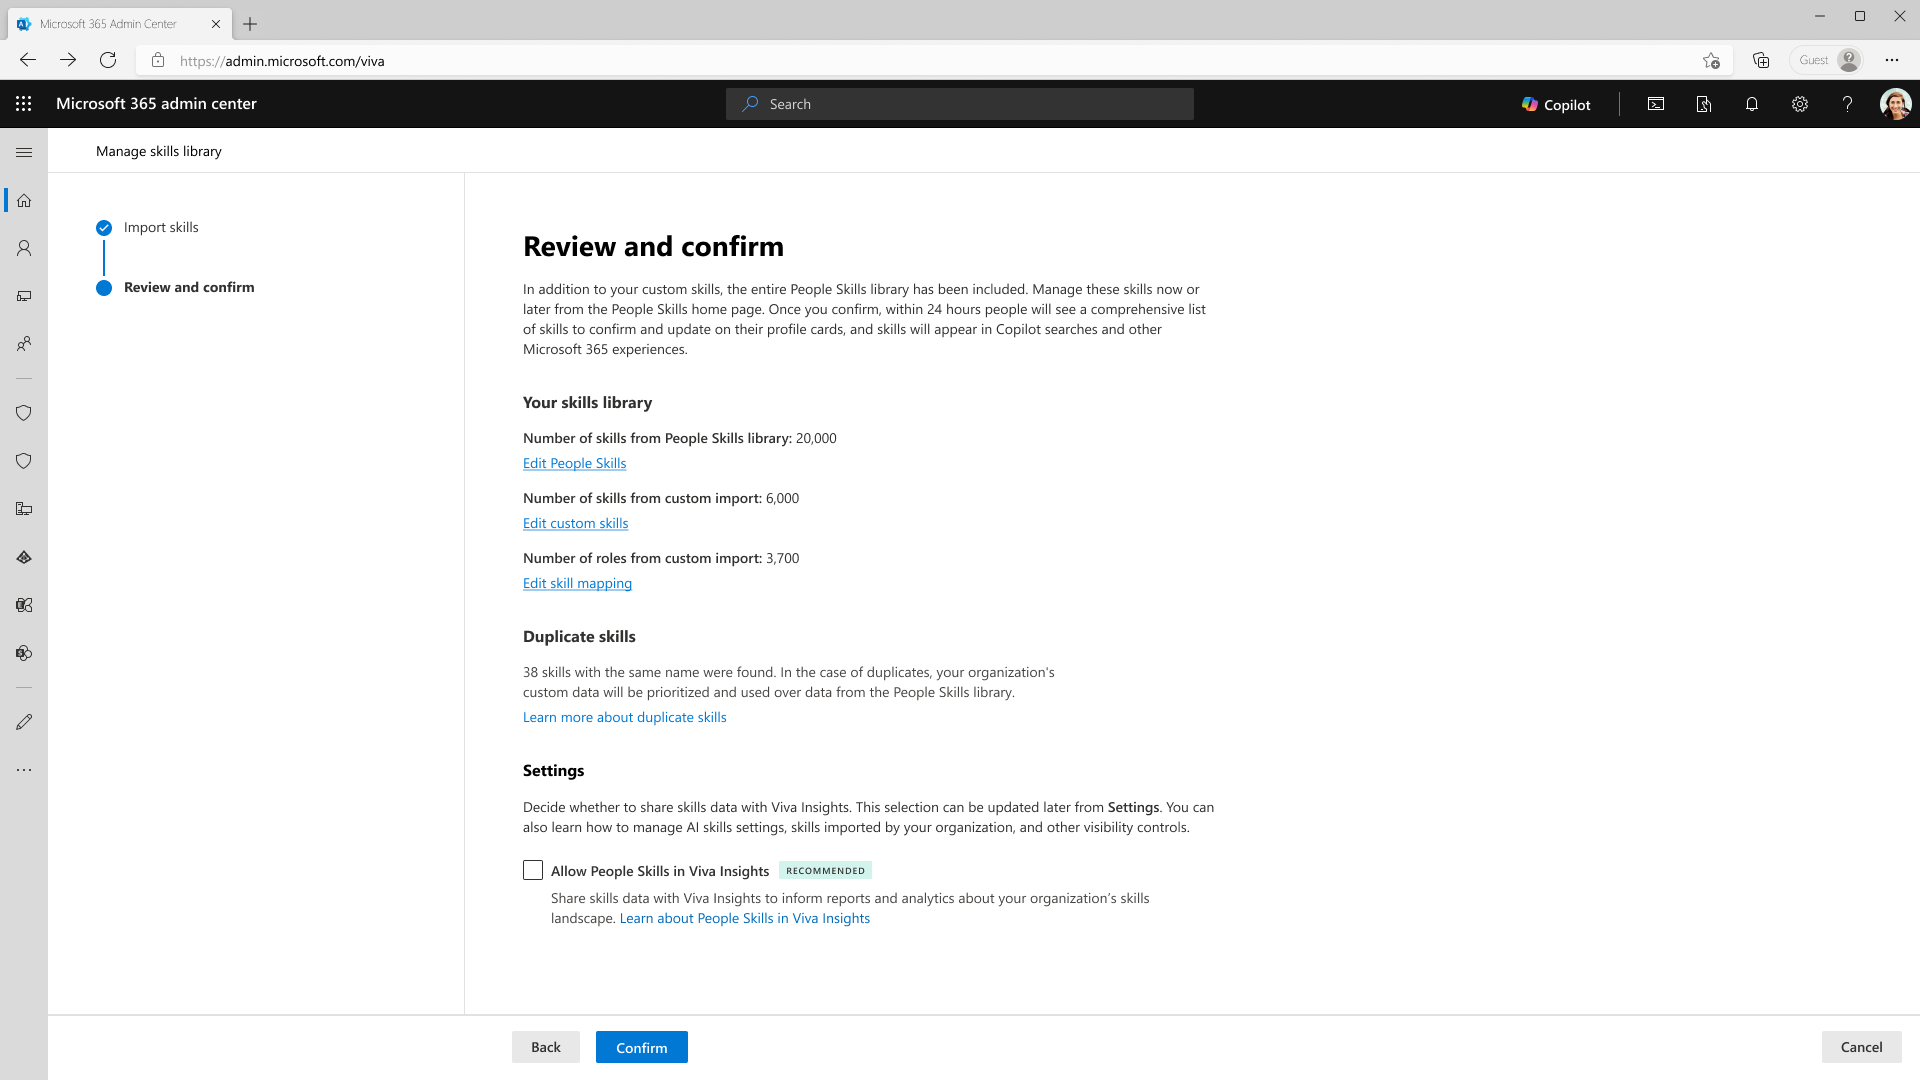 Microsoft 365 Admin Center
https://admin.microsoft.com/viva
Guest
Microsoft 365 admin center
Search
Copilot
Manage skills library
Import skills
Review and confirm
Review and confirm
In addition to your custom skills, the entire People Skills library has been included. Manage these skills now or
later from the People Skills home page. Once you confirm, within 24 hours people will see a comprehensive list
of skills to confirm and update on their profile cards, and skills will appear in Copilot searches and other
Microsoft 365 experiences.
Your skills library
Number of skills from People Skills library: 20,000
Edit People Skills
Number of skills from custom import: 6,000
Edit custom skills
Number of roles from custom import: 3,700
Edit skill mapping
Duplicate skills
38 skills with the same name were found. In the case of duplicates, your organization's
custom data will be prioritized and used over data from the People Skills library.
Learn more about duplicate skills
Settings
Decide whether to share skills data with Viva Insights. This selection can be updated later from Settings. You can
also learn how to manage AI skills settings, skills imported by your organization, and other visibility controls.
Allow People Skills in Viva Insights RECOMMENDED
Share skills data with Viva Insights to inform reports and analytics about your organization’s skills
landscape. Learn about People Skills in Viva Insights
Back
Confirm
Cancel